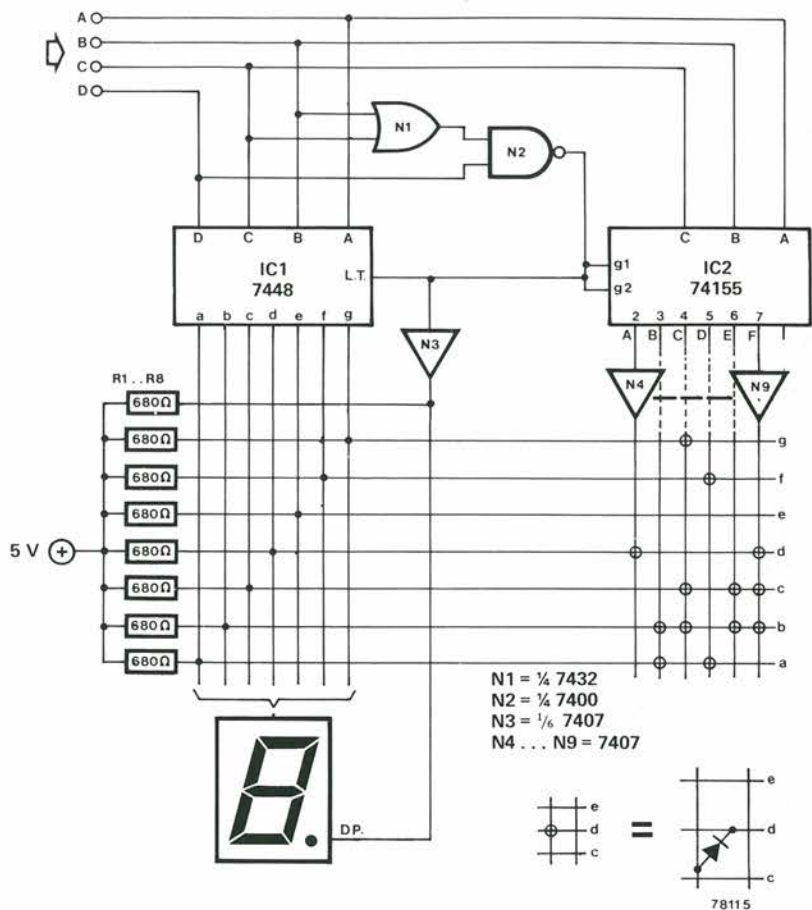 A
B
C
D
N1
N2
D C B A
IC1
7448
L.T.
a b c d e f g
C B A
g1
g2
IC2
74155
2 3 4 5 6 7
A B C D E F
N3
N4
N9
R1 . . R8
680Ω
680Ω
680Ω
680Ω
680Ω
680Ω
680Ω
680Ω
5 V +
g
f
e
d
c
b
a
N1 = ¼ 7432
N2 = ¼ 7400
N3 = 1/6 7407
N4 ... N9 = 7407
DP.
e
d
c
=
e
d
c
78115